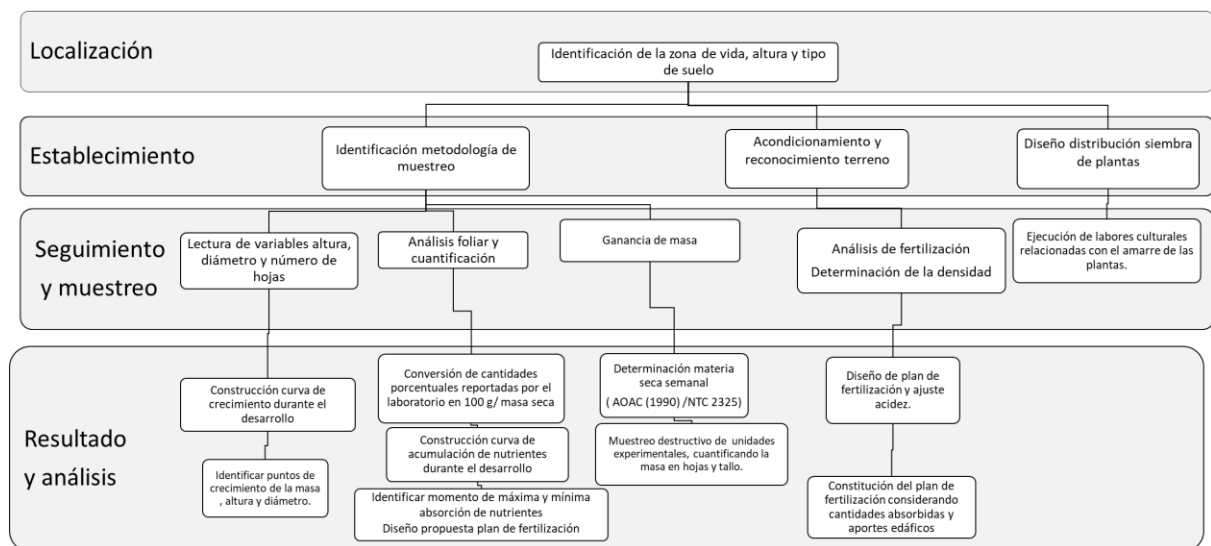 Localización
Identificación de la zona de vida, altura y tipo de
suelo
Establecimiento
Identificación metodología de
muestreo
Acondicionamiento y
reconocimiento terreno
Diseño distribución siembra
de plantas
Seguimiento
y muestreo
Lectura de variables altura,
diámetro y número de
hojas
Análisis foliar y
cuantificación
Ganancia de masa
Análisis de fertilización
Determinación de la densidad
Ejecución de labores culturales
relacionadas con el amarre de las
plantas.
Resultado
y análisis
Construcción curva de
crecimiento durante el
desarrollo
Identificar puntos de
crecimiento de la masa
, altura y diámetro.
Conversión de cantidades
porcentuales reportadas por el
laboratorio en 100 g/ masa seca
Construcción curva de
acumulación de nutrientes
durante el desarrollo
Identificar momento de máxima y mínima
absorción de nutrientes
Diseño propuesta plan de fertilización
Determinación materia
seca semanal
( AOAC (1990) /NTC 2325)
Muestreo destructivo de unidades
experimentales, cuantificando la
masa en hojas y tallo.
Diseño de plan de
fertilización y ajuste
acidez.
Constitución del plan de
fertilización considerando
cantidades absorbidas y
aportes edáficos